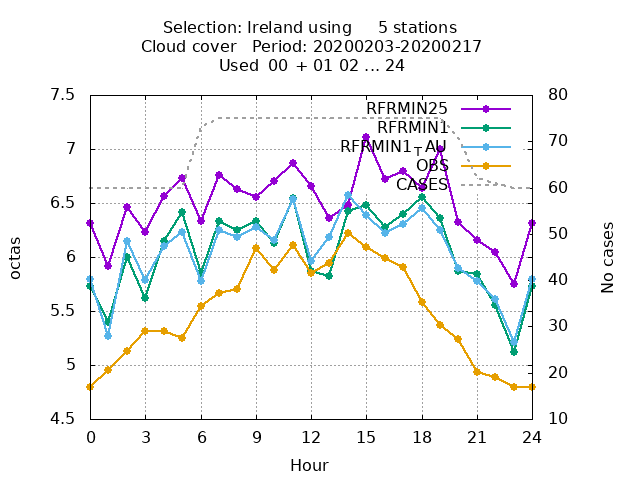 Selection: Ireland using 5 stations
Cloud cover Period: 20200203-20200217
Used 00 + 01 02 ... 24
7.5 80
RFRMIN25
RFRMIN1
7 70
RFRMIN1_AU
OBS
CASES
6.5 60
6 50
octas No cases
40
5.5 30
5 20
4.5 10
0 3 6 9 12 15 18 21 24
Hour